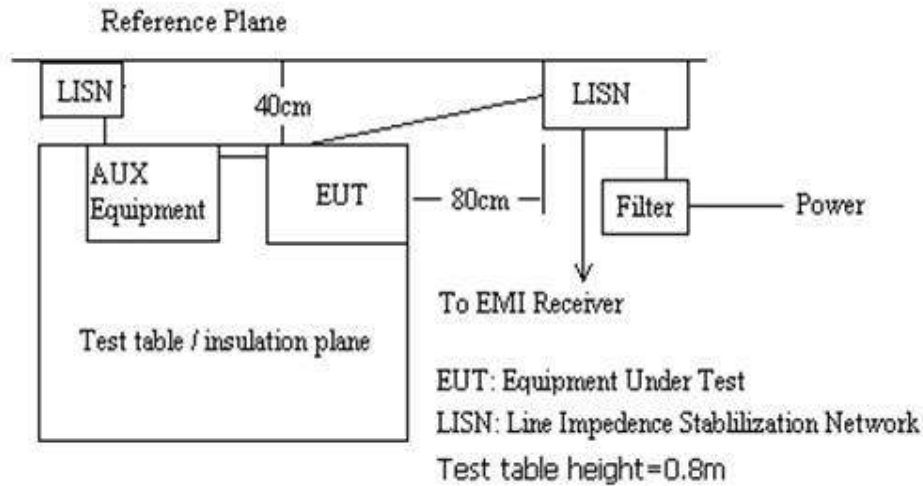 Reference Plane
LISN
40cm
LISN
AUX
Equipment
EUT
80cm
Filter
Power
To EMI Receiver
Test table / insulation plane
EUT: Equipment Under Test
LISN: Line Impedence Stablilization Network
Test table height=0.8m